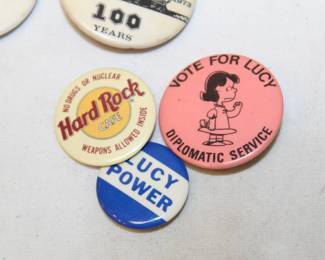 1973
100
YEARS
NO DRUGS OR NUCLEAR
Hard Rock
CAFE
WEAPONS ALLOWED INSIDE
VOTE FOR LUCY
DIPLOMATIC SERVICE
LUCY
POWER